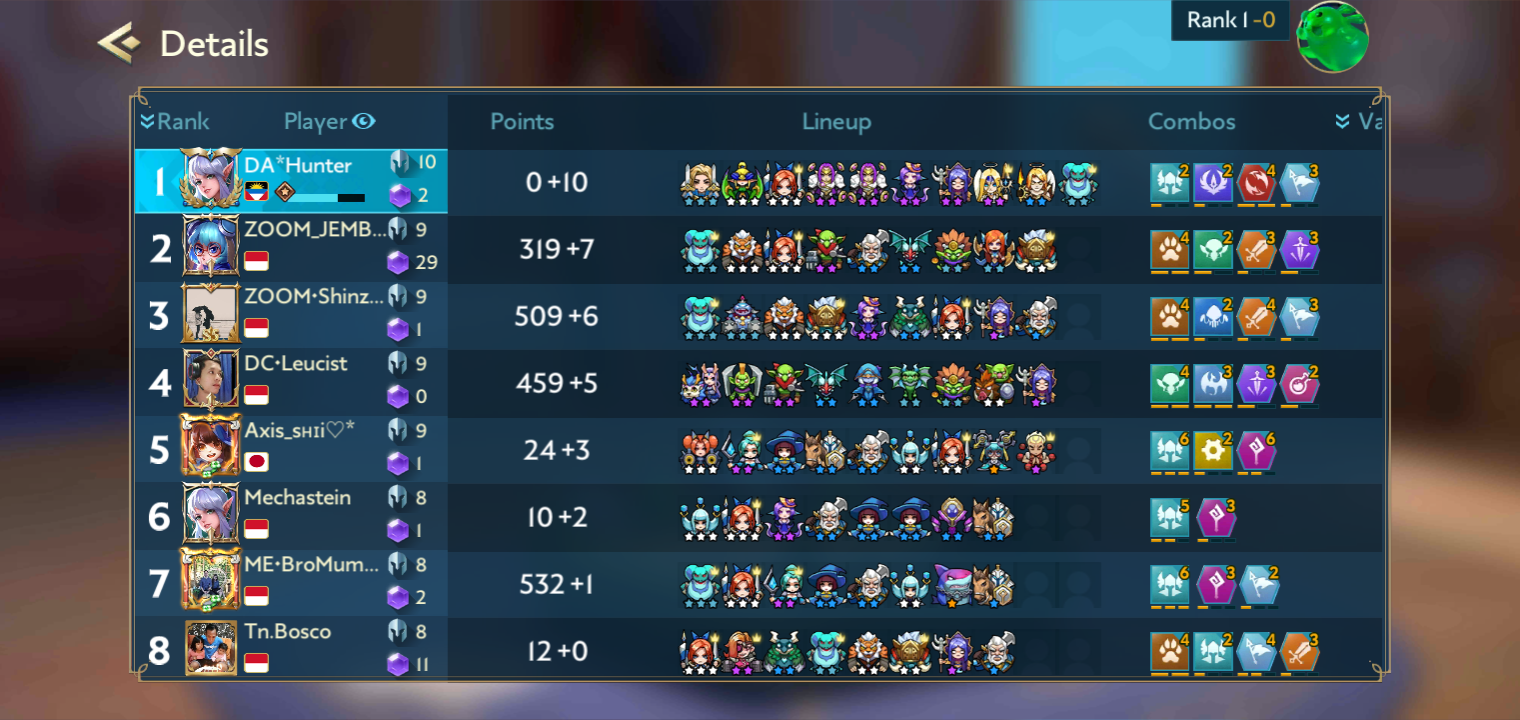 Details
Rank 1 -0
Rank Player Points Lineup Combos Va
1 DA*Hunter 10 2 0 +10 2 2 4 3
2 ZOOM_JEMB... 9 29 319 +7 4 2 3 3
3 ZOOM•Shinz... 9 1 509 +6 4 2 4 3
4 DC•Leucist 9 0 459 +5 4 3 3 2
5 Axis_sHIi♡* 9 1 24 +3 6 2 6
6 Mechastein 8 1 10 +2 5 3
7 ME•BroMum... 8 2 532 +1 6 3 2
8 Tn.Bosco 8 11 12 +0 4 2 4 3